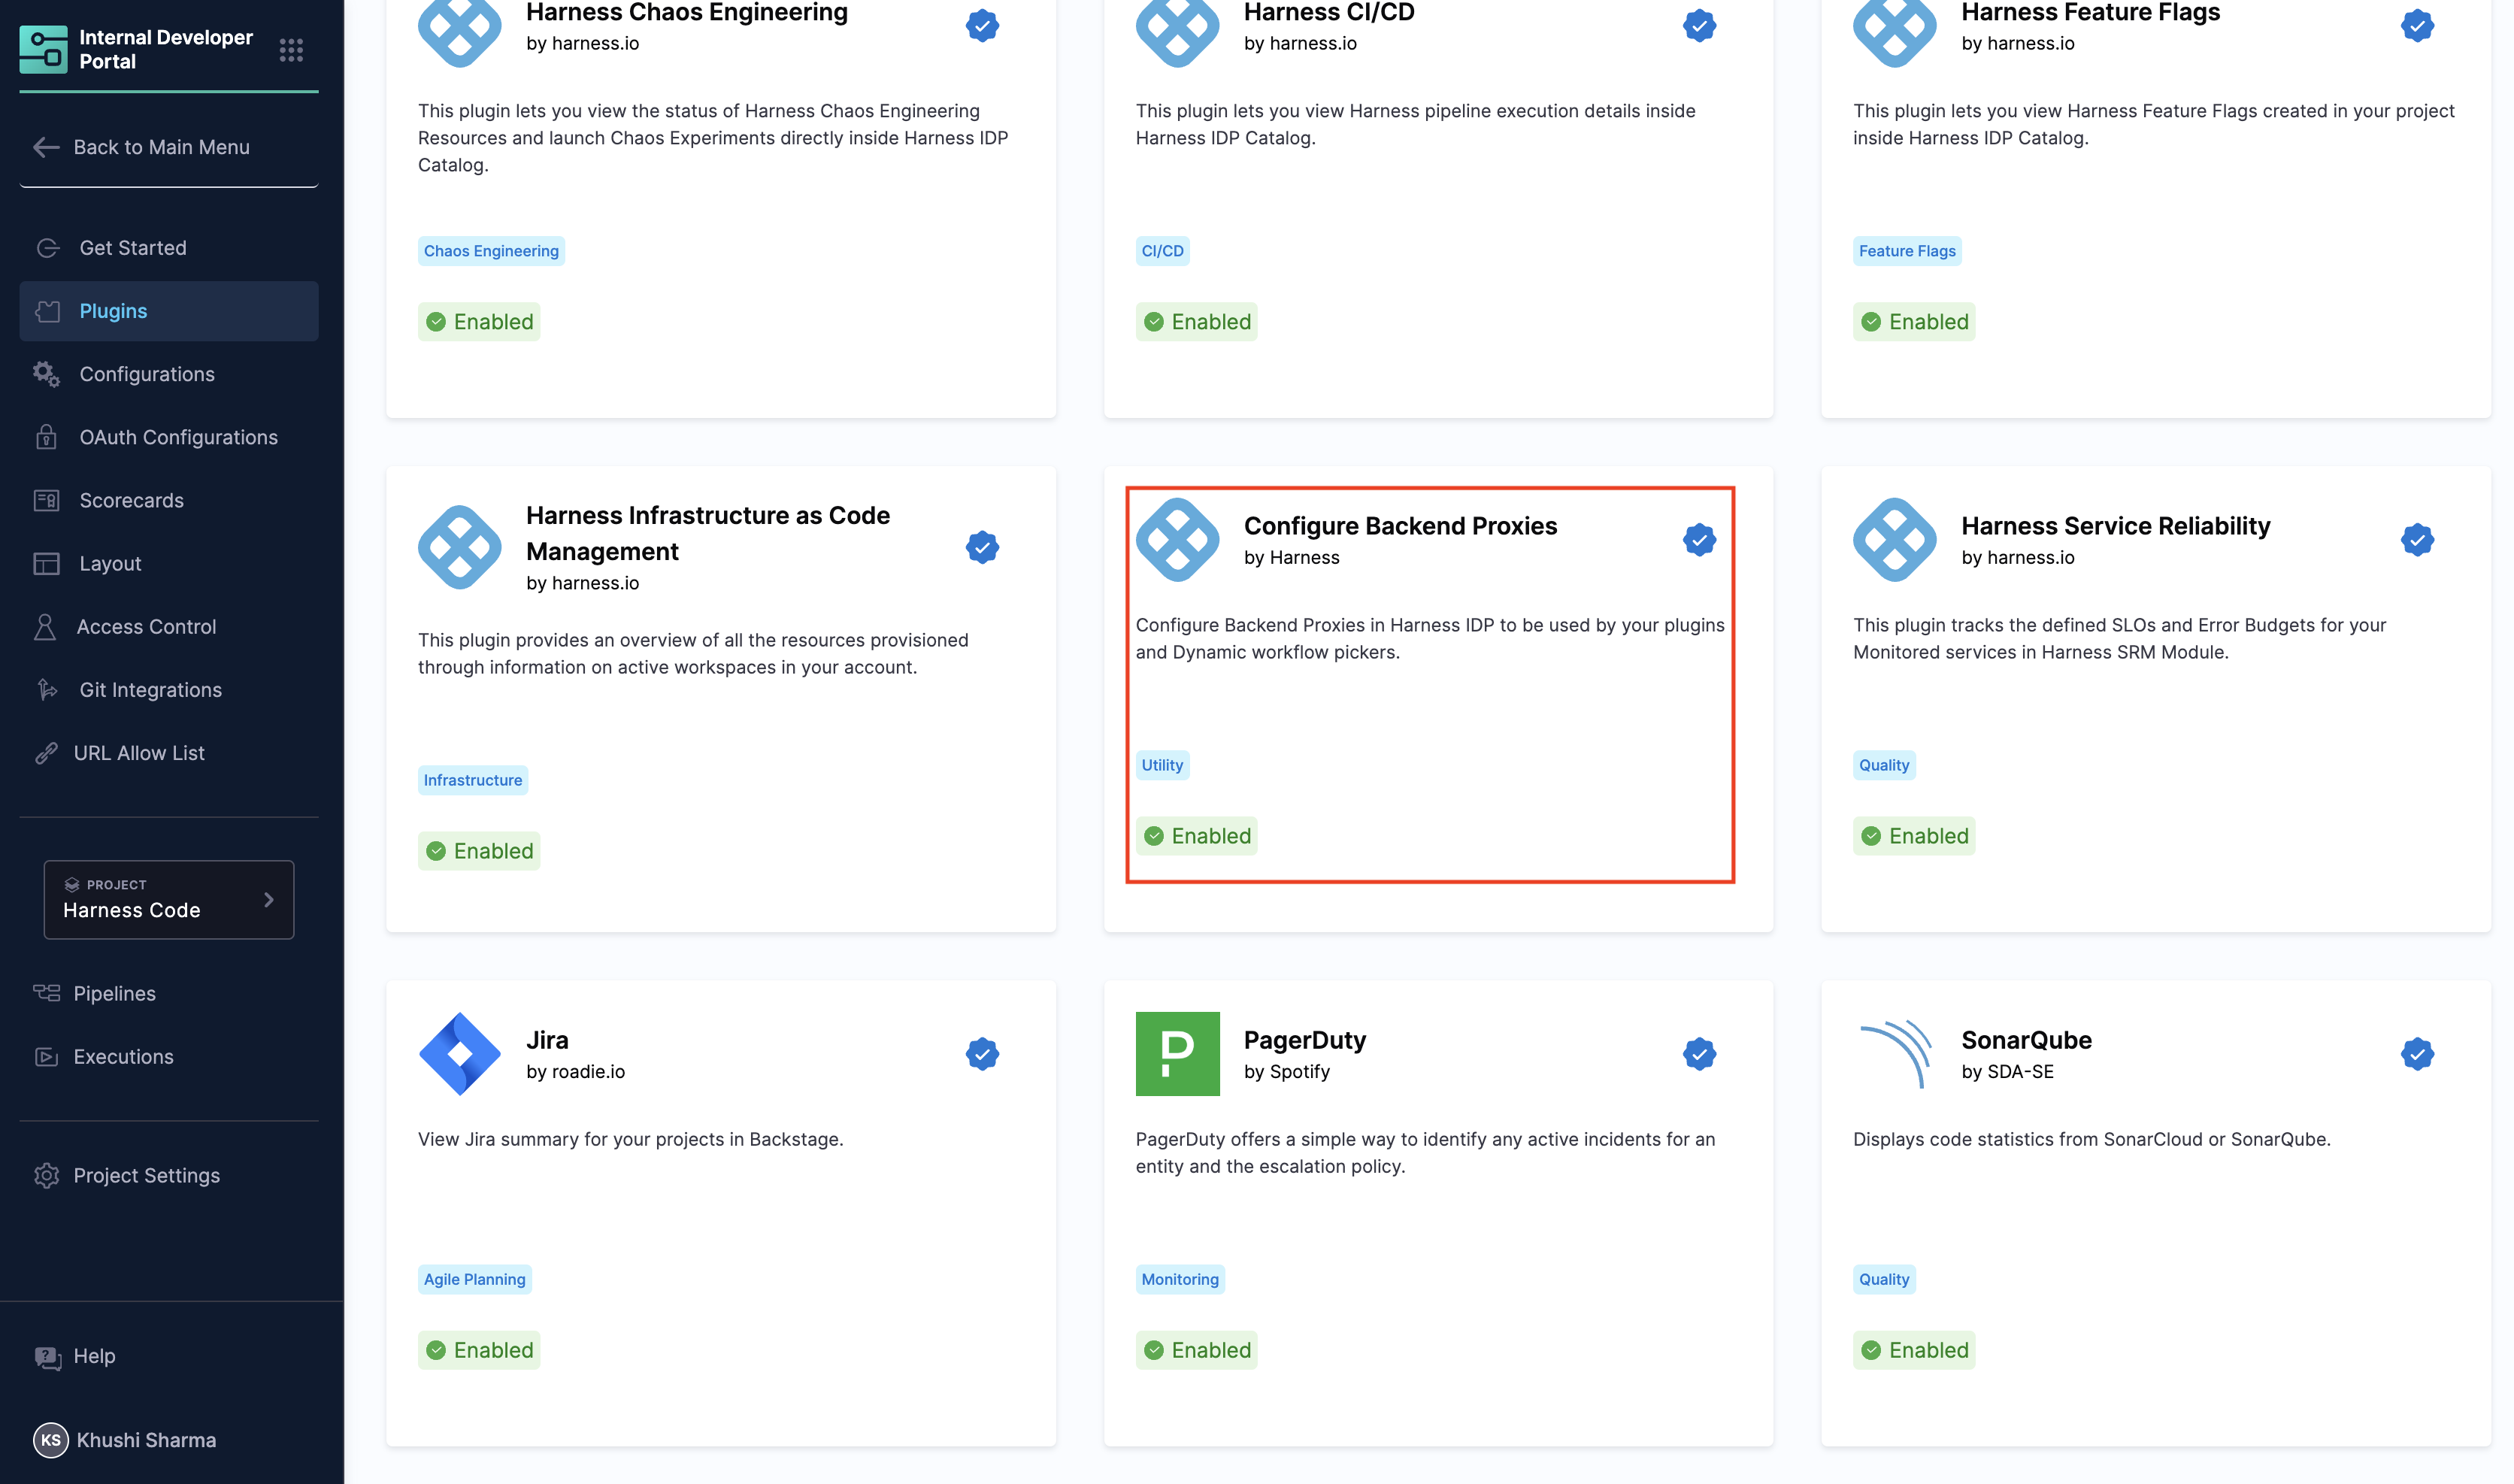 Internal Developer
Portal
Back to Main Menu
Get Started
Plugins
Configurations
OAuth Configurations
Scorecards
Layout
Access Control
Git Integrations
URL Allow List
PROJECT
Harness Code
Pipelines
Executions
Project Settings
Help
KS Khushi Sharma
Harness Chaos Engineering
by harness.io
This plugin lets you view the status of Harness Chaos Engineering
Resources and launch Chaos Experiments directly inside Harness IDP
Catalog.
Chaos Engineering
Enabled
Harness CI/CD
by harness.io
This plugin lets you view Harness pipeline execution details inside
Harness IDP Catalog.
CI/CD
Enabled
Harness Feature Flags
by harness.io
This plugin lets you view Harness Feature Flags created in your project
inside Harness IDP Catalog.
Feature Flags
Enabled
Harness Infrastructure as Code
Management
by harness.io
This plugin provides an overview of all the resources provisioned
through information on active workspaces in your account.
Infrastructure
Enabled
Configure Backend Proxies
by Harness
Configure Backend Proxies in Harness IDP to be used by your plugins
and Dynamic workflow pickers.
Utility
Enabled
Harness Service Reliability
by harness.io
This plugin tracks the defined SLOs and Error Budgets for your
Monitored services in Harness SRM Module.
Quality
Enabled
Jira
by roadie.io
View Jira summary for your projects in Backstage.
Agile Planning
Enabled
P
PagerDuty
by Spotify
PagerDuty offers a simple way to identify any active incidents for an
entity and the escalation policy.
Monitoring
Enabled
SonarQube
by SDA-SE
Displays code statistics from SonarCloud or SonarQube.
Quality
Enabled